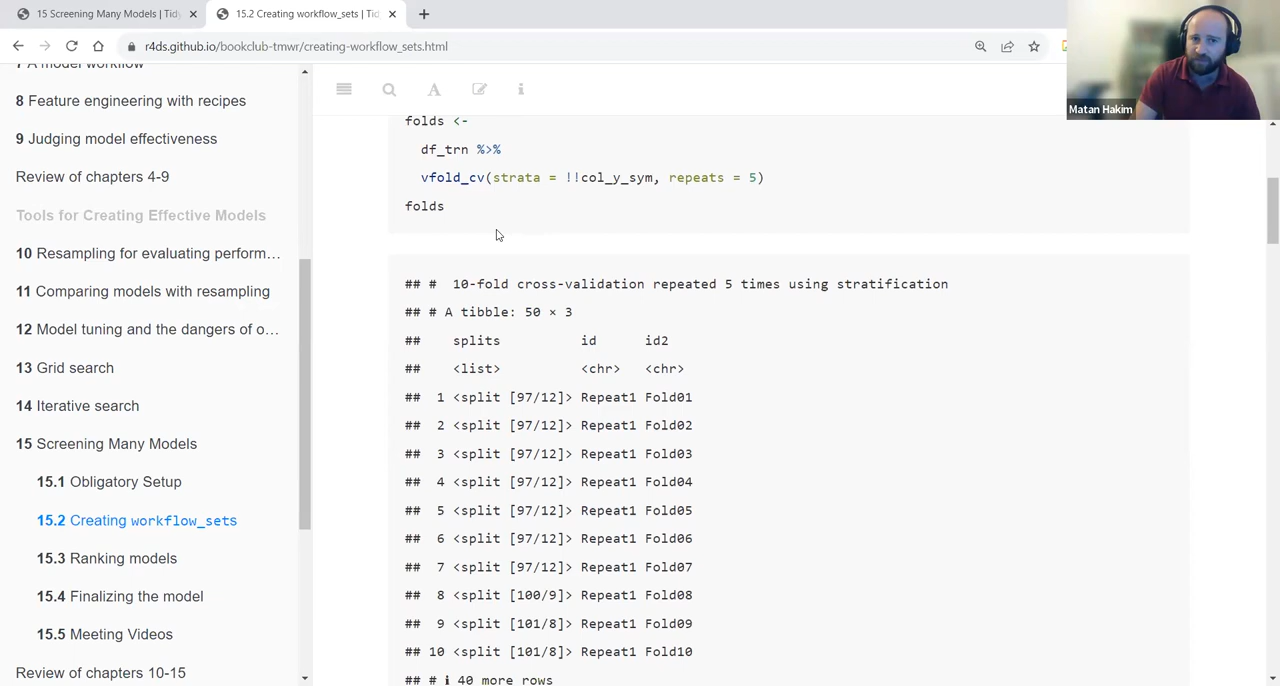 15 Screening Many Models | Tidy
15.2 Creating workflow_sets | Tid
r4ds.github.io/bookclub-tmwr/creating-workflow_sets.html
Matan Hakim
7 A model workflow
8 Feature engineering with recipes
9 Judging model effectiveness
Review of chapters 4-9
Tools for Creating Effective Models
10 Resampling for evaluating perform…
11 Comparing models with resampling
12 Model tuning and the dangers of o…
13 Grid search
14 Iterative search
15 Screening Many Models
15.1 Obligatory Setup
15.2 Creating workflow_sets
15.3 Ranking models
15.4 Finalizing the model
15.5 Meeting Videos
Review of chapters 10-15
folds <-
df_trn %>%
vfold_cv(strata = !!col_y_sym, repeats = 5)
folds
## # 10-fold cross-validation repeated 5 times using stratification
## # A tibble: 50 × 3
## splits id id2
## <list> <chr> <chr>
## 1 <split [97/12]> Repeat1 Fold01
## 2 <split [97/12]> Repeat1 Fold02
## 3 <split [97/12]> Repeat1 Fold03
## 4 <split [97/12]> Repeat1 Fold04
## 5 <split [97/12]> Repeat1 Fold05
## 6 <split [97/12]> Repeat1 Fold06
## 7 <split [97/12]> Repeat1 Fold07
## 8 <split [100/9]> Repeat1 Fold08
## 9 <split [101/8]> Repeat1 Fold09
## 10 <split [101/8]> Repeat1 Fold10
## # ℹ 40 more rows